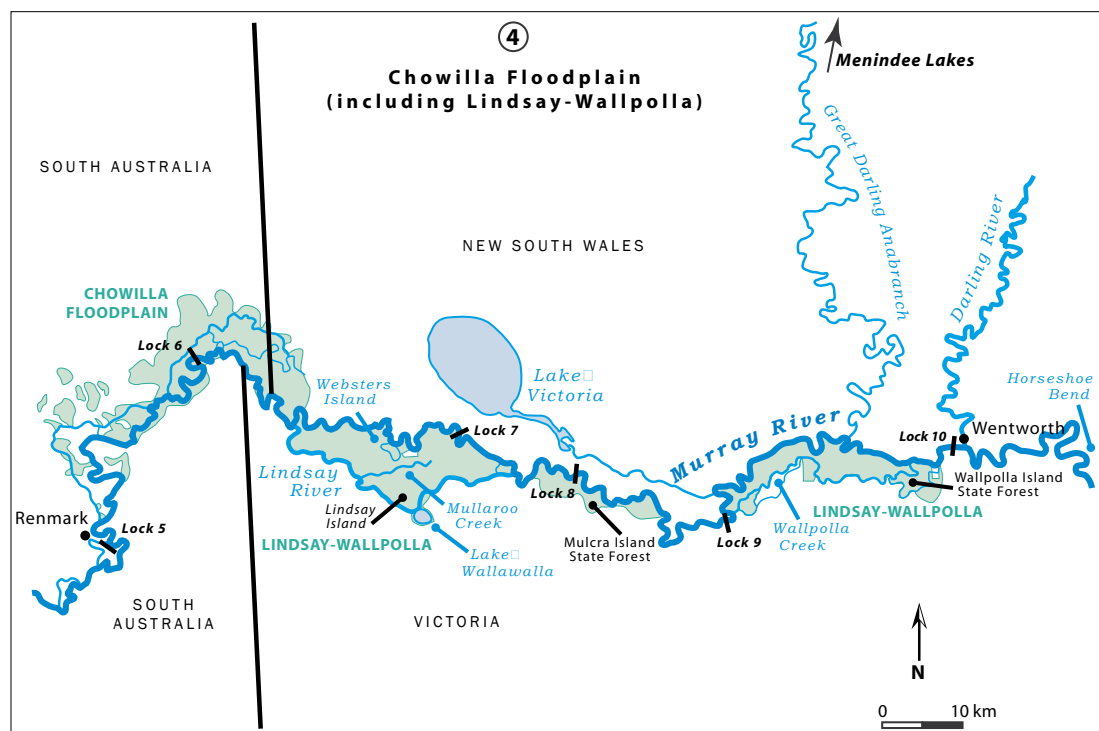 4
Chowilla Floodplain
(including Lindsay-Wallpolla)
Menindee Lakes
Great Darling Anabranch
SOUTH AUSTRALIA
NEW SOUTH WALES
Darling River
CHOWILLA
FLOODPLAIN
Lock 6
Websters
Island
Lake
Victoria
Horseshoe
Bend
Lock 7
Murray River
Lock 10
Wentworth
Lindsay
River
Lindsay
Island
Mullaroo
Creek
Lock 8
Wallpolla Island
State Forest
LINDSAY-WALLPOLLA
Renmark
Lock 5
LINDSAY-WALLPOLLA
Lake
Wallawalla
Mulcra Island
State Forest
Lock 9
Wallpolla
Creek
SOUTH
AUSTRALIA
VICTORIA
N
0 10 km